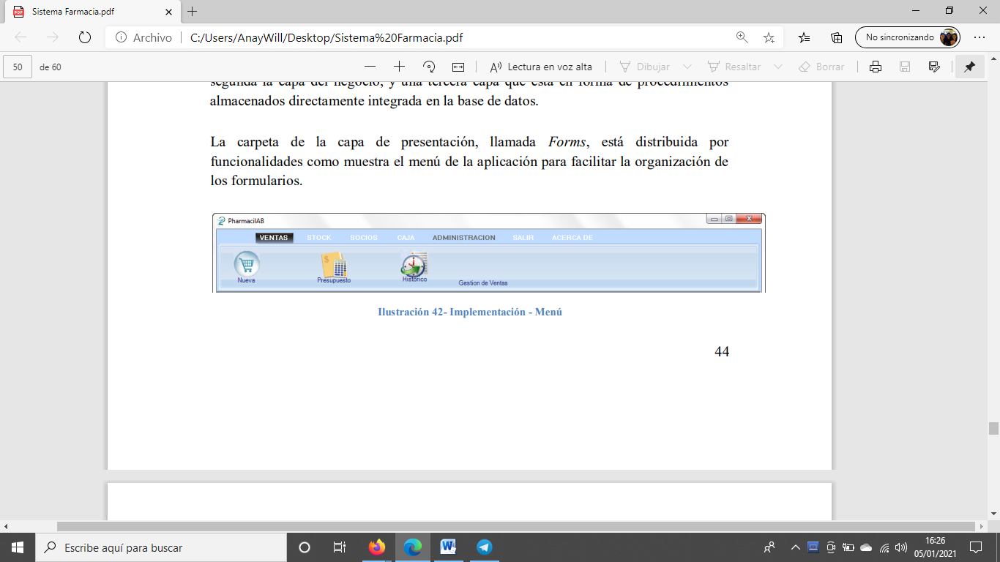 Sistema Farmacia.pdf
Archivo C:/Users/AnayWill/Desktop/Sistema%20Farmacia.pdf No sincronizando
50 de 60 Lectura en voz alta Dibujar Resaltar Borrar
segunda la capa del negocio, y una tercera capa que está en forma de procedimientos
almacenados directamente integrada en la base de datos.
La carpeta de la capa de presentación, llamada Forms, está distribuida por
funcionalidades como muestra el menú de la aplicación para facilitar la organización de
los formularios.
PharmacilAB
VENTAS STOCK SOCIOS CAJA ADMINISTRACION SALIR ACERCA DE
Nueva Presupuesto Histórico Gestion de Ventas
Ilustración 42- Implementación - Menú
44
Escribe aquí para buscar
16:26
05/01/2021